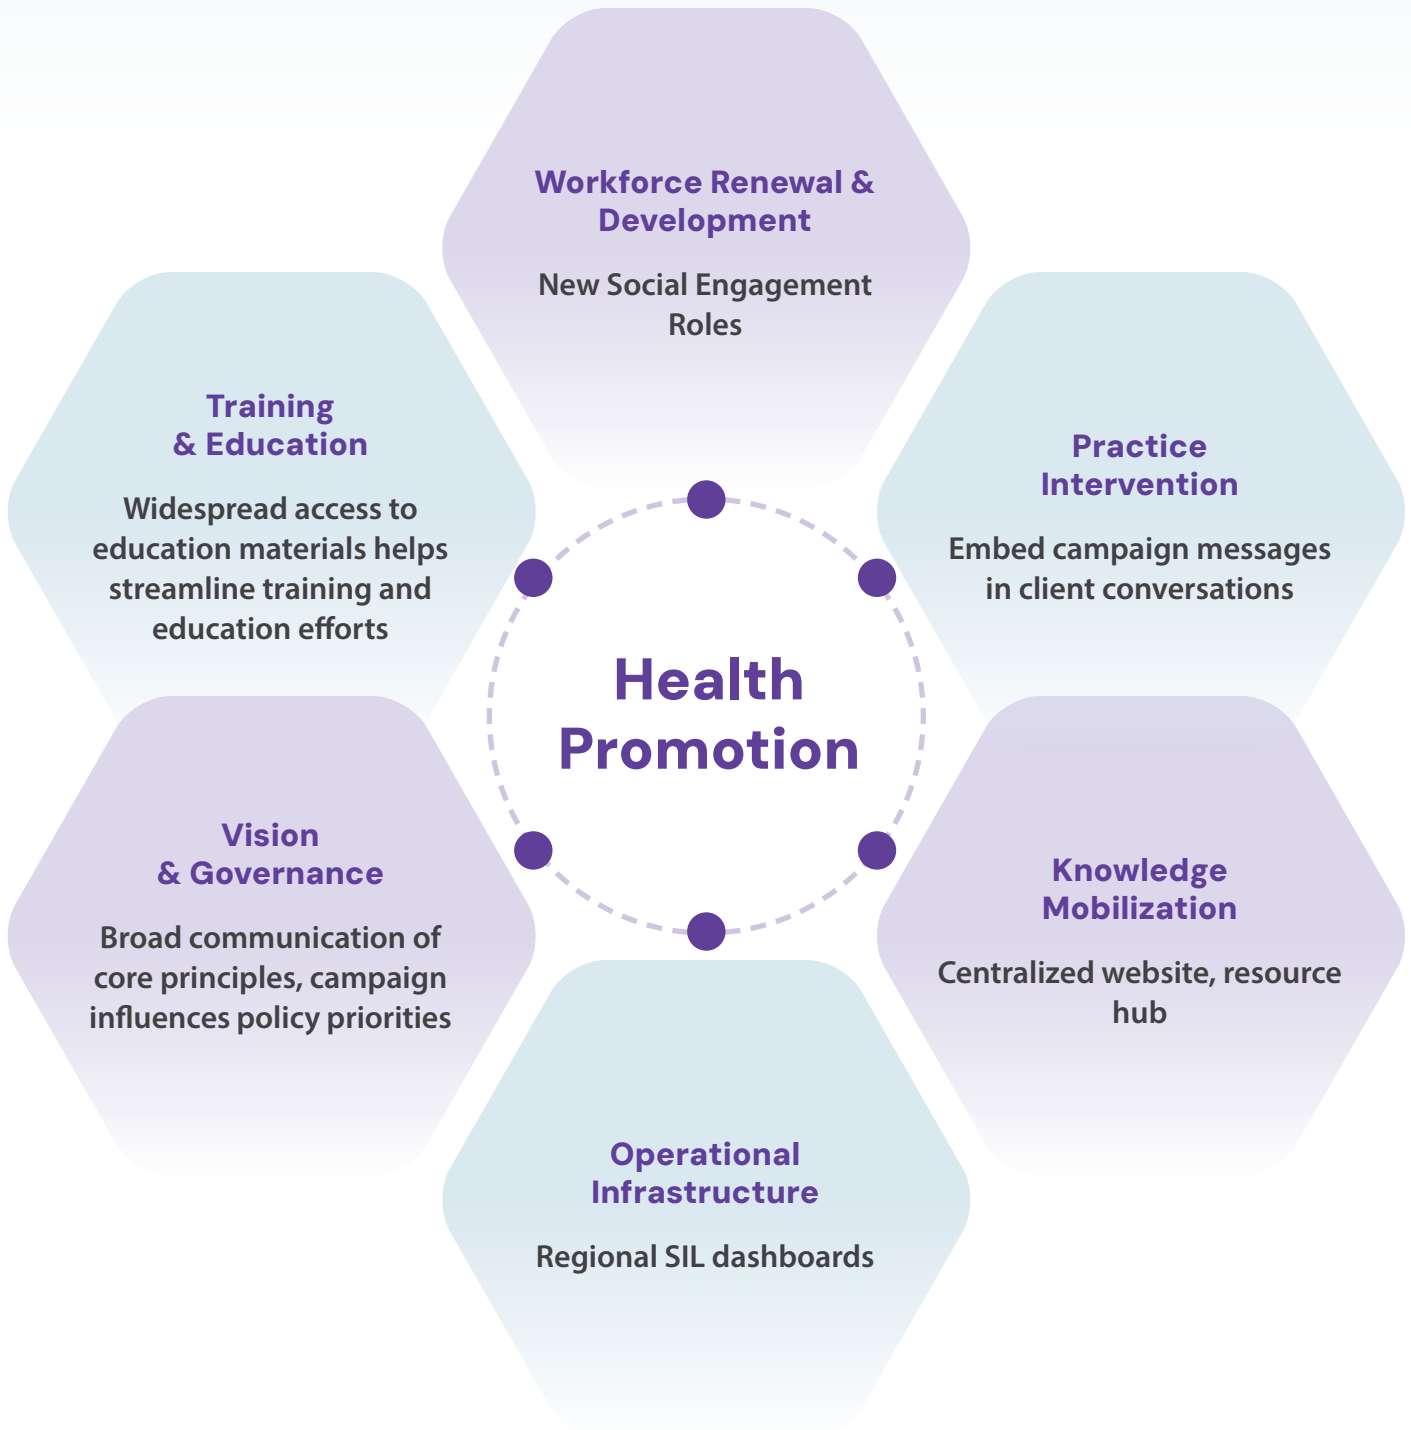 Workforce Renewal &
Development
New Social Engagement
Roles
Training
& Education
Widespread access to
education materials helps
streamline training and
education efforts
Practice
Intervention
Embed campaign messages
in client conversations
Health
Promotion
Vision
& Governance
Broad communication of
core principles, campaign
influences policy priorities
Knowledge
Mobilization
Centralized website, resource
hub
Operational
Infrastructure
Regional SIL dashboards